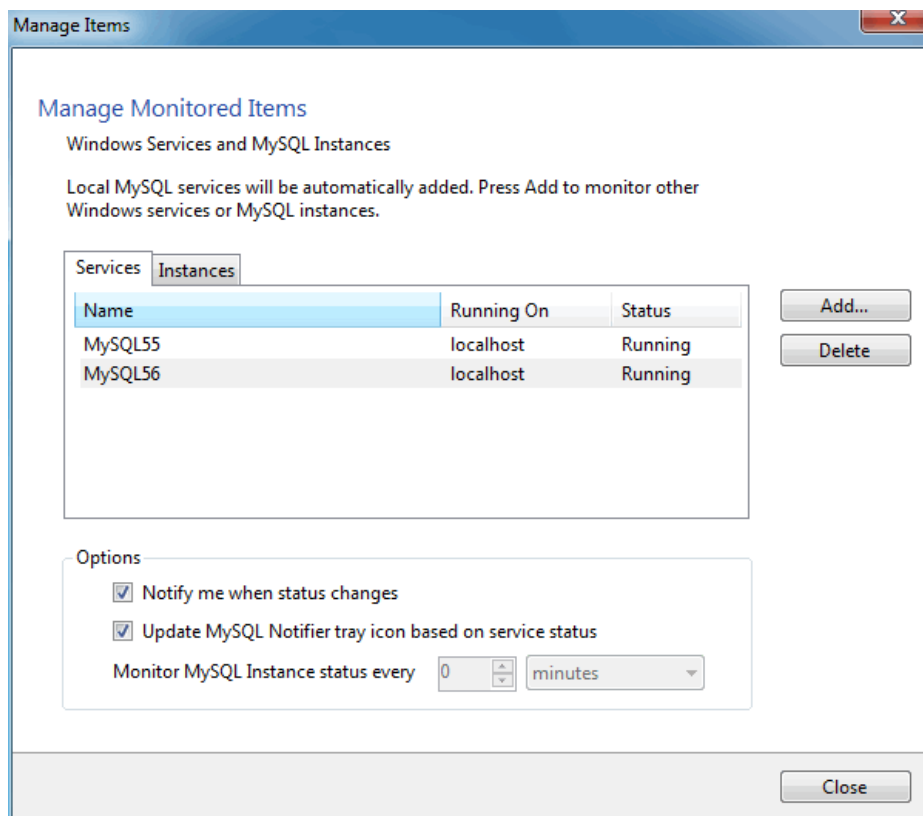 Manage Items
Manage Monitored Items
Windows Services and MySQL Instances
Local MySQL services will be automatically added. Press Add to monitor other
Windows services or MySQL instances.
Services Instances
Name Running On Status
MySQL55 localhost Running
MySQL56 localhost Running
Add...
Delete
Options
Notify me when status changes
Update MySQL Notifier tray icon based on service status
Monitor MySQL Instance status every 0 minutes
Close